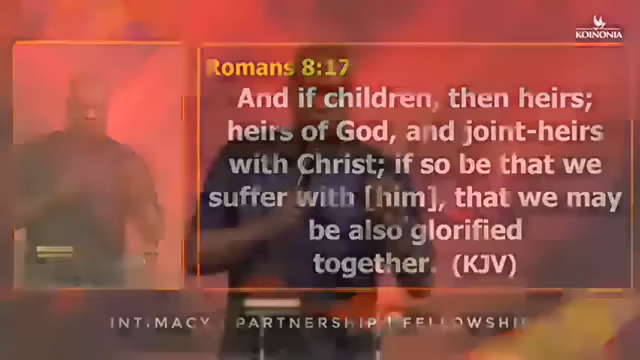 KOINONIA
Romans 8:17
And if children, then heirs;
heirs of God, and joint-heirs
with Christ; if so be that we
suffer with [him], that we may
be also glorified
together. (KJV)
INTIMACY | PARTNERSHIP | FELLOWSHIP